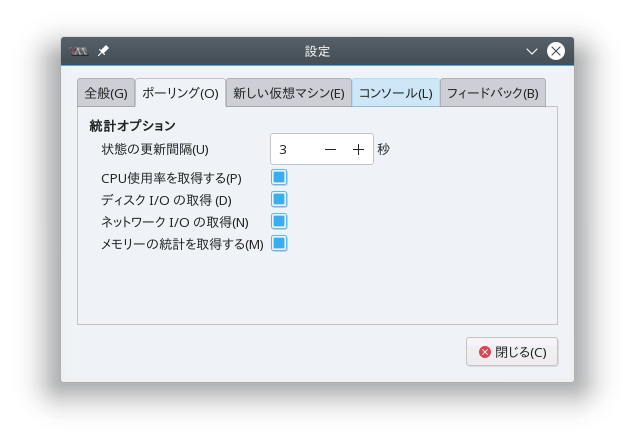 設定
全般(G) ポーリング(O) 新しい仮想マシン(E) コンソール(L) フィードバック(B)
統計オプション
状態の更新間隔(U) 3 秒
CPU使用率を取得する(P)
ディスク I/O の取得 (D)
ネットワーク I/O の取得(N)
メモリーの統計を取得する(M)
閉じる(C)